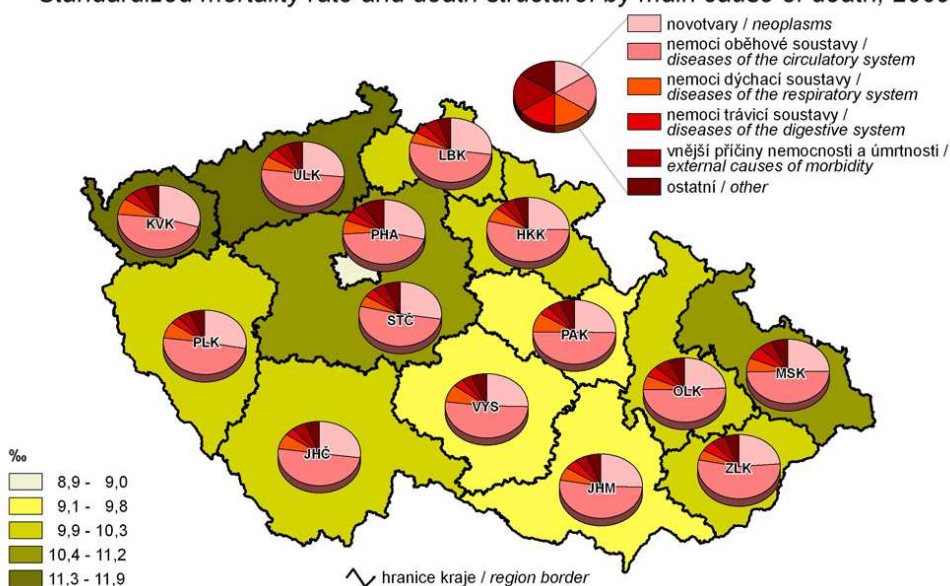 Standardized mortality rate and death structure: by main cause of death,
novotvary / neoplasms
nemoci oběhové soustavy /
diseases of the circulatory system
nemoci dýchací soustavy /
diseases of the respiratory system
nemoci trávicí soustavy /
diseases of the digestive system
vnější příčiny nemocnosti a úmrtnosti /
external causes of morbidity
ostatní / other
LBK
ULK
KVK
PHA
HKK
STČ
PAK
PLK
MSK
OLK
VYS
JHČ
ZLK
JHM
‰
8,9 - 9,0
9,1 - 9,8
9,9 - 10,3
10,4 - 11,2
11,3 - 11,9
hranice kraje / region border